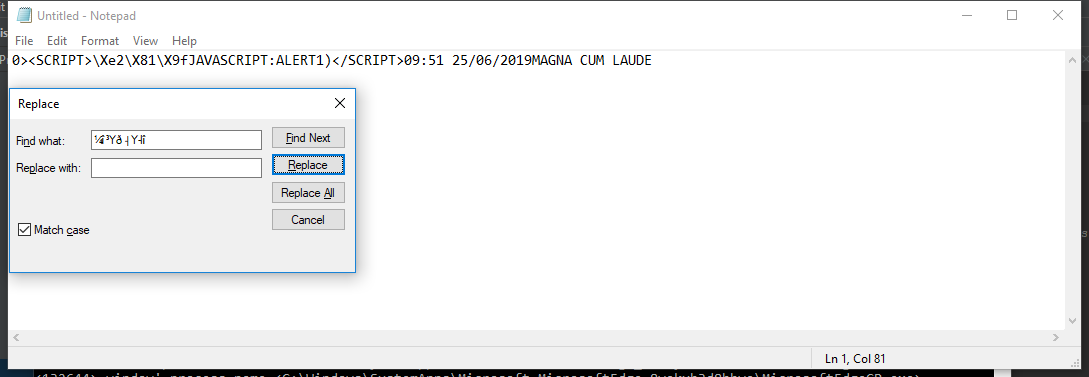 Untitled - Notepad
File Edit Format View Help
0><SCRIPT>\Xe2\X81\X9fJAVASCRIPT:ALERT1)</SCRIPT>09:51 25/06/2019MAGNA CUM LAUDE
Replace
Find what:
Find Next
Replace with:
Replace
Replace All
Cancel
Match case
Ln 1, Col 81